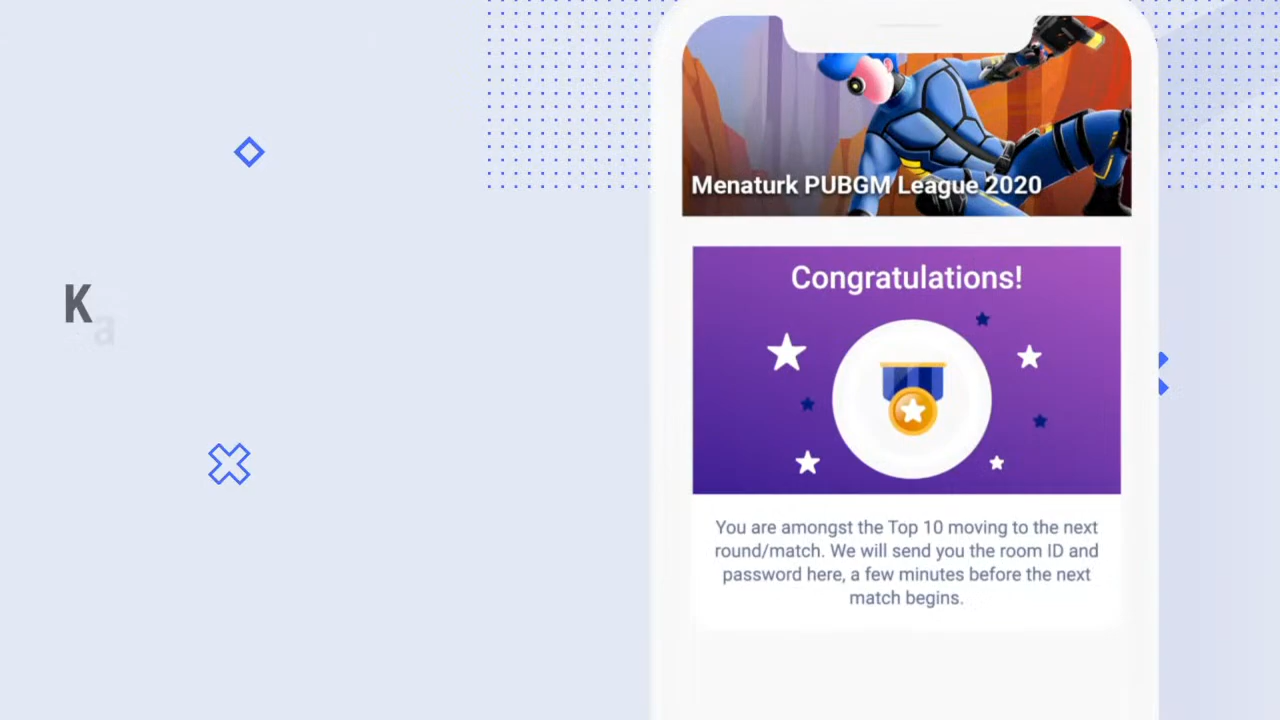 K
a
Menaturk PUBGM League 2020
Congratulations!
You are amongst the Top 10 moving to the next
round/match. We will send you the room ID and
password here, a few minutes before the next
match begins.